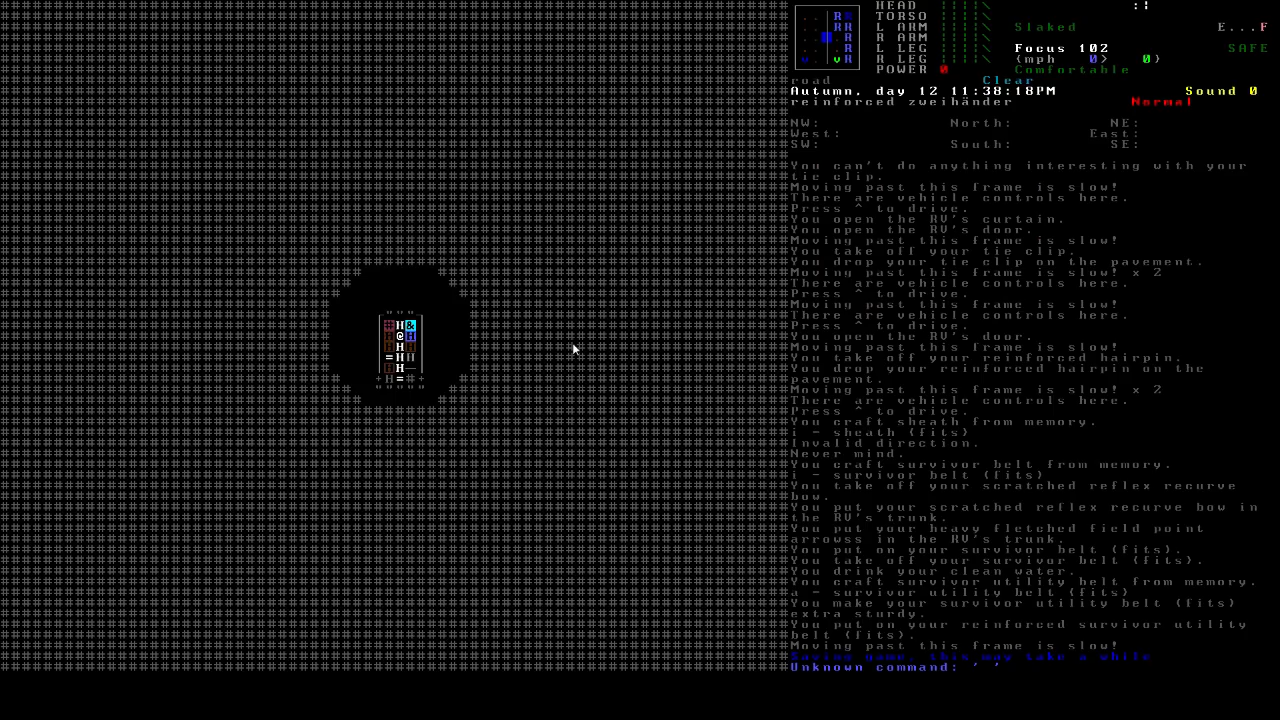 HEAD ||||\ :!
TORSO ||||\
L ARM ||||\ Slaked E...F
R ARM ||||\
L LEG ||||\ Focus 102 SAFE
R LEG ||||\ (mph 0) 0)
POWER 0 Comfortable
road Clear
Autumn, day 12 11:38:18PM Sound 0
reinforced zweihänder Normal
NW: North: NE:
West: East:
SW: South: SE:
You can't do anything interesting with your
tie clip.
Moving past this frame is slow!
There are vehicle controls here.
Press ^ to drive.
You open the RV's curtain.
You open the RV's door.
Moving past this frame is slow!
You take off your tie clip.
You drop your tie clip on the pavement.
Moving past this frame is slow! x 2
There are vehicle controls here.
Press ^ to drive.
Moving past this frame is slow!
There are vehicle controls here.
Press ^ to drive.
You open the RV's door.
Moving past this frame is slow!
You take off your reinforced hairpin.
You drop your reinforced hairpin on the
pavement.
Moving past this frame is slow! x 2
There are vehicle controls here.
Press ^ to drive.
You craft sheath from memory.
i - sheath (fits)
Invalid direction.
Never mind.
You craft survivor belt from memory.
i - survivor belt (fits)
You take off your scratched reflex recurve
bow.
You put your scratched reflex recurve bow in
the RV's trunk.
You put your heavy fletched field point
arrowss in the RV's trunk.
You put on your survivor belt (fits).
You take off your survivor belt (fits).
You drink your clean water.
You craft survivor utility belt from memory.
a - survivor utility belt (fits)
You make your survivor utility belt (fits)
extra sturdy.
You put on your reinforced survivor utility
belt (fits).
Moving past this frame is slow!
Saving game, this may take a while
Unknown command: ' '